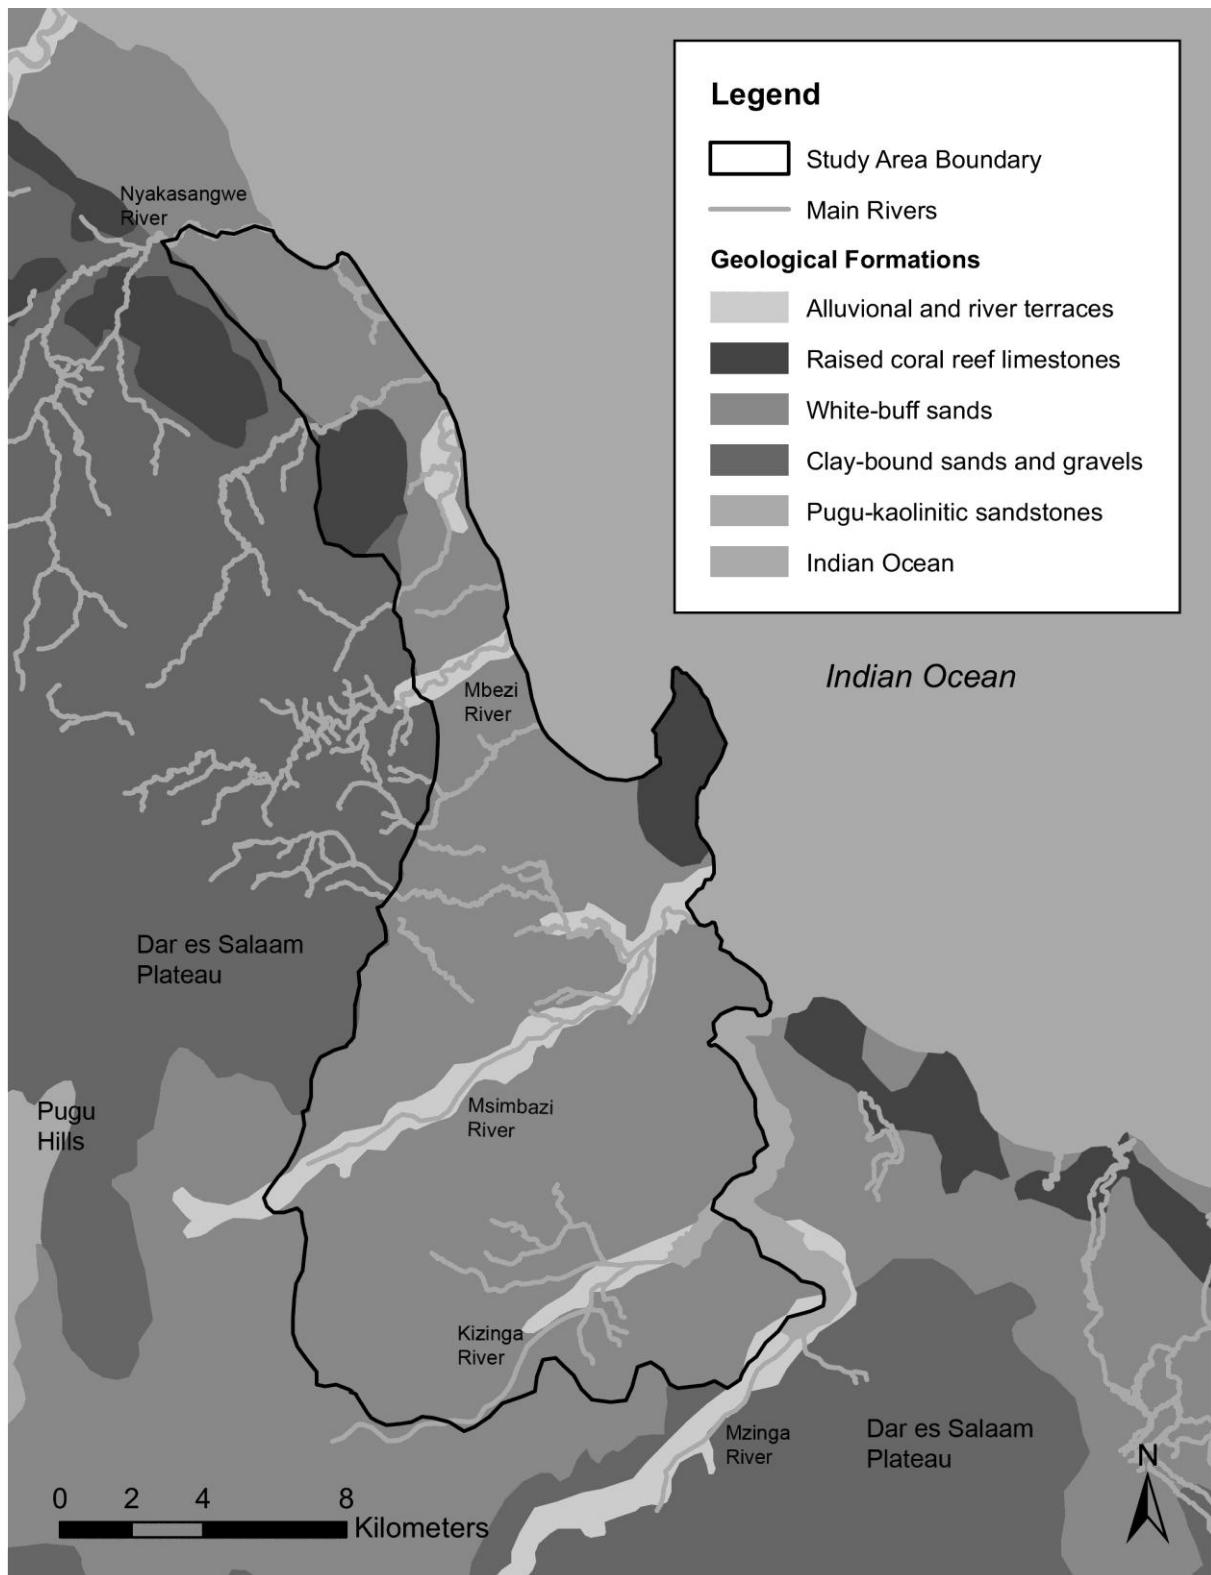 Legend
Study Area Boundary
Main Rivers
Geological Formations
Alluvional and river terraces
Raised coral reef limestones
White-buff sands
Clay-bound sands and gravels
Pugu-kaolinitic sandstones
Indian Ocean
Nyakasangwe
River
Indian Ocean
Mbezi
River
Dar es Salaam
Plateau
Pugu
Hills
Msimbazi
River
Kizinga
River
Mzinga
River
Dar es Salaam
Plateau
N
0 2 4 8
Kilometers